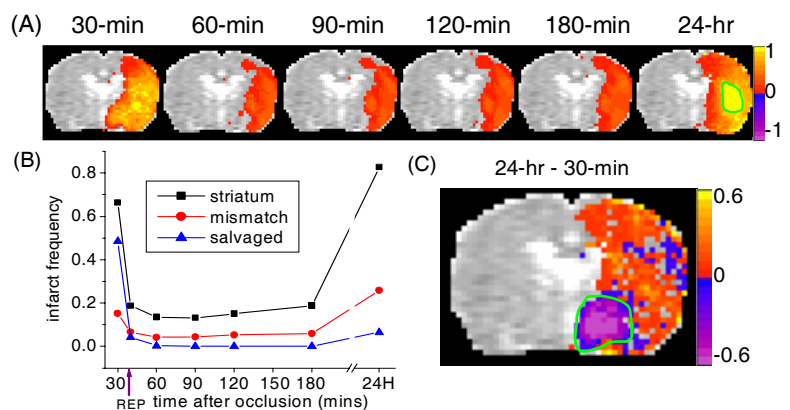 (A) 30-min 60-min 90-min 120-min 180-min 24-hr
1
0
-1
(B)
0.8
0.6
0.4
0.2
0.0
infarct frequency
striatum
mismatch
salvaged
30 60 90 120 180 24H
REP time after occlusion (mins)
(C) 24-hr - 30-min
0.6
0
-0.6